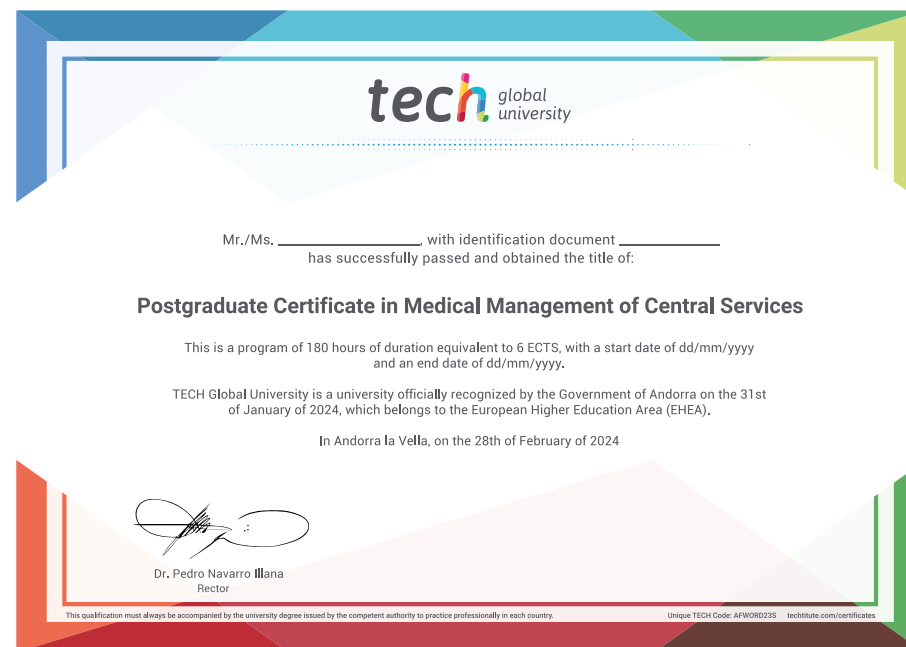 tech global university
Mr./Ms. ____________________, with identification document ______________
has successfully passed and obtained the title of:
Postgraduate Certificate in Medical Management of Central Services
This is a program of 180 hours of duration equivalent to 6 ECTS, with a start date of dd/mm/yyyy
and an end date of dd/mm/yyyy.
TECH Global University is a university officially recognized by the Government of Andorra on the 31st
of January of 2024, which belongs to the European Higher Education Area (EHEA).
In Andorra la Vella, on the 28th of February of 2024
Dr. Pedro Navarro Illana
Rector
This qualification must always be accompanied by the university degree issued by the competent authority to practice professionally in each country. Unique TECH Code: AFWORD23S techtitute.com/certificates